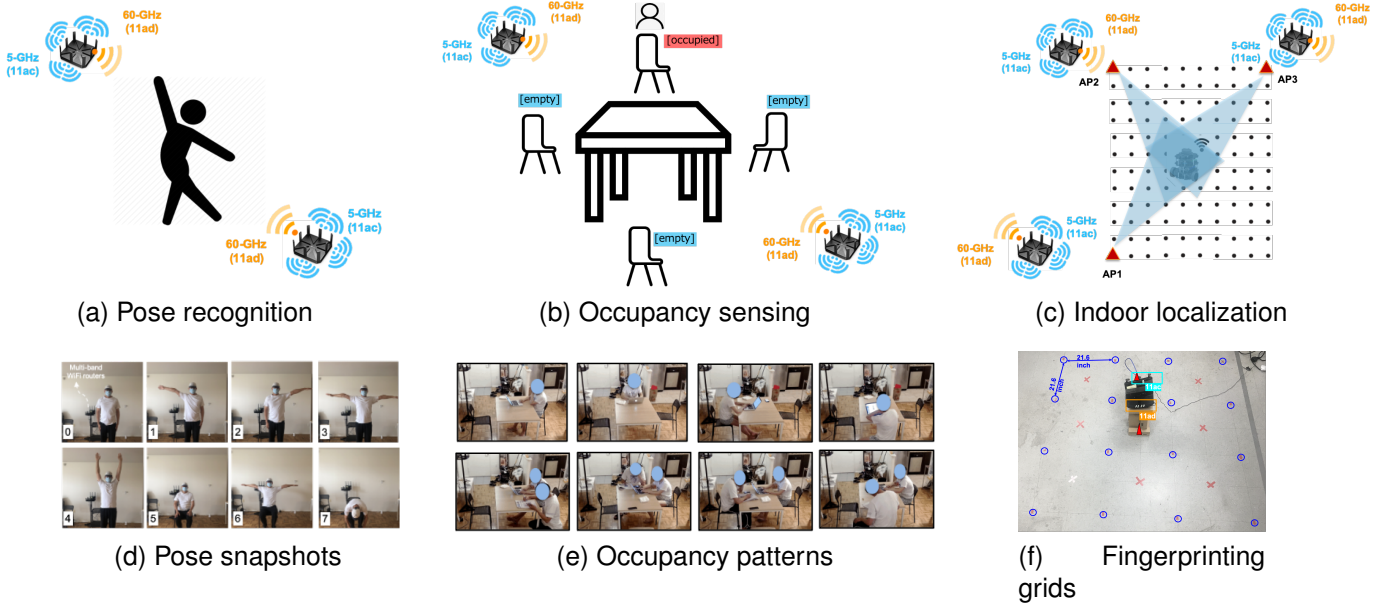 60-GHz
(11ad)
5-GHz
(11ac)
5-GHz
(11ac)
60-GHz
(11ad)
(a) Pose recognition
60-GHz
(11ad)
5-GHz
(11ac)
[occupied]
[empty]
[empty]
[empty]
5-GHz
(11ac)
60-GHz
(11ad)
(b) Occupancy sensing
60-GHz
(11ad)
5-GHz
(11ac)
AP2
60-GHz
(11ad)
5-GHz
(11ac)
AP3
5-GHz
(11ac)
60-GHz
(11ad)
AP1
(c) Indoor localization
Multi-band
WiFi routers
0
1
2
3
4
5
6
7
(d) Pose snapshots
(e) Occupancy patterns
21.6
inch
21.6
inch
11ac
11ad
(f) Fingerprinting
grids